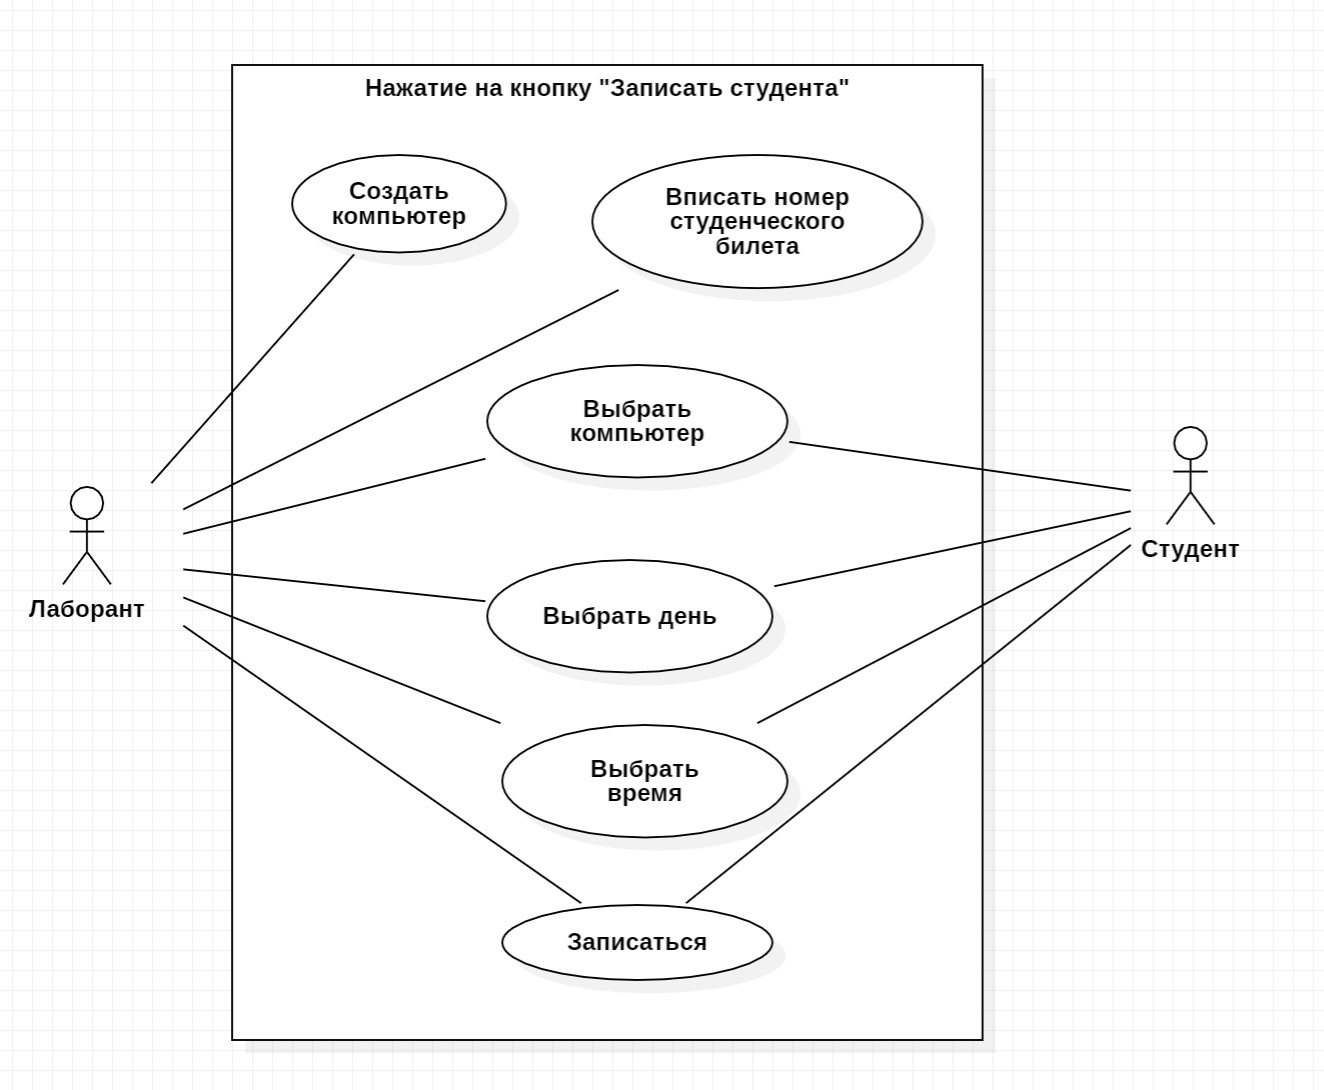 Нажатие на кнопку "Записать студента"
Создать
компьютер
Вписать номер
студенческого
билета
Выбрать
компьютер
Студент
Лаборант
Выбрать день
Выбрать
время
Записаться